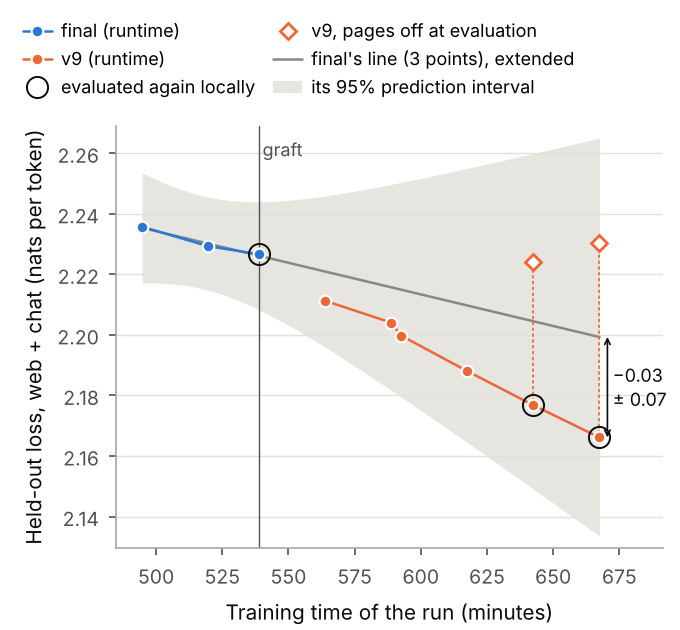 final (runtime)
v9 (runtime)
evaluated again locally
v9, pages off at evaluation
final's line (3 points), extended
its 95% prediction interval
Held-out loss, web + chat (nats per token)
2.26
2.24
2.22
2.20
2.18
2.16
2.14
graft
−0.03
± 0.07
500 525 550 575 600 625 650 675
Training time of the run (minutes)